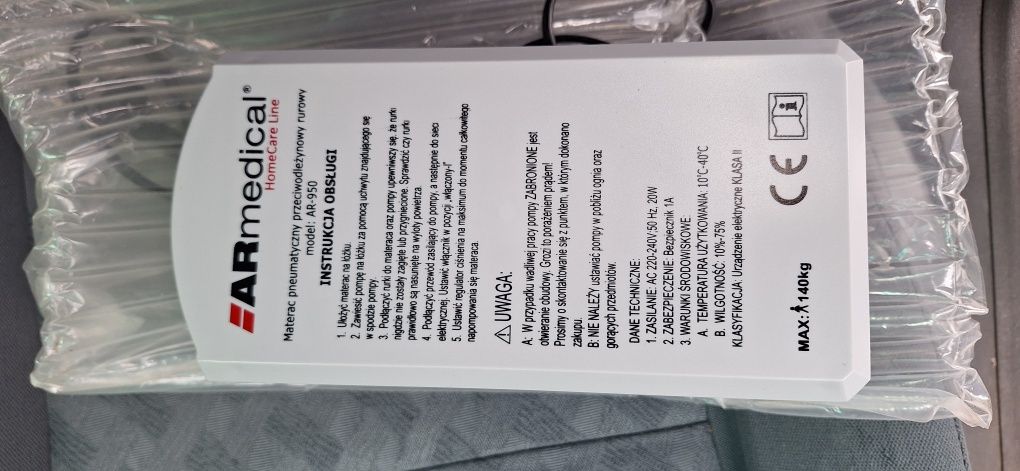 ARmedical®
HomeCare Line
Materac pneumatyczny przeciwodleżynowy rurowy
model: AR-950
INSTRUKCJA OBSŁUGI
1. Ułożyć materac na łóżku.
2. Zawiesić pompę na łóżku za pomocą uchwytu znajdującego się
w spodzie pompy.
3. Podłączyć rurki do materaca oraz pompy upewniwszy się, że rurki
nigdzie nie zostały zagięte lub przygniecione. Sprawdzić czy rurki
prawidłowo są nasunięte na wyloty powietrza.
4. Podłączyć przewód zasilający do pompy, a następnie do sieci
elektrycznej. Ustawić włącznik w pozycji „włączony-I"
5. Ustawić regulator ciśnienia na maksimum do momentu całkowitego
napompowania się materaca.
UWAGA:
A: W przypadku wadliwej pracy pompy ZABRONIONE jest
otwieranie obudowy. Grozi to porażeniem prądem!
Prosimy o skontaktowanie się z punktem, w którym dokonano
zakupu.
B: NIE NALEŻY ustawiać pompy w pobliżu ognia oraz
gorących przedmiotów.
DANE TECHNICZNE:
1. ZASILANIE: AC 220-240V/50 Hz, 20W
2. ZABEZPIECZENIE: Bezpiecznik 1A
3. WARUNKI ŚRODOWISKOWE:
A. TEMPERATURA UŻYTKOWANIA: 10°C-40°C
B. WILGOTNOŚĆ: 10%-75%
KLASYFIKACJA: Urządzenie elektryczne KLASA II
MAX: 140kg
CE